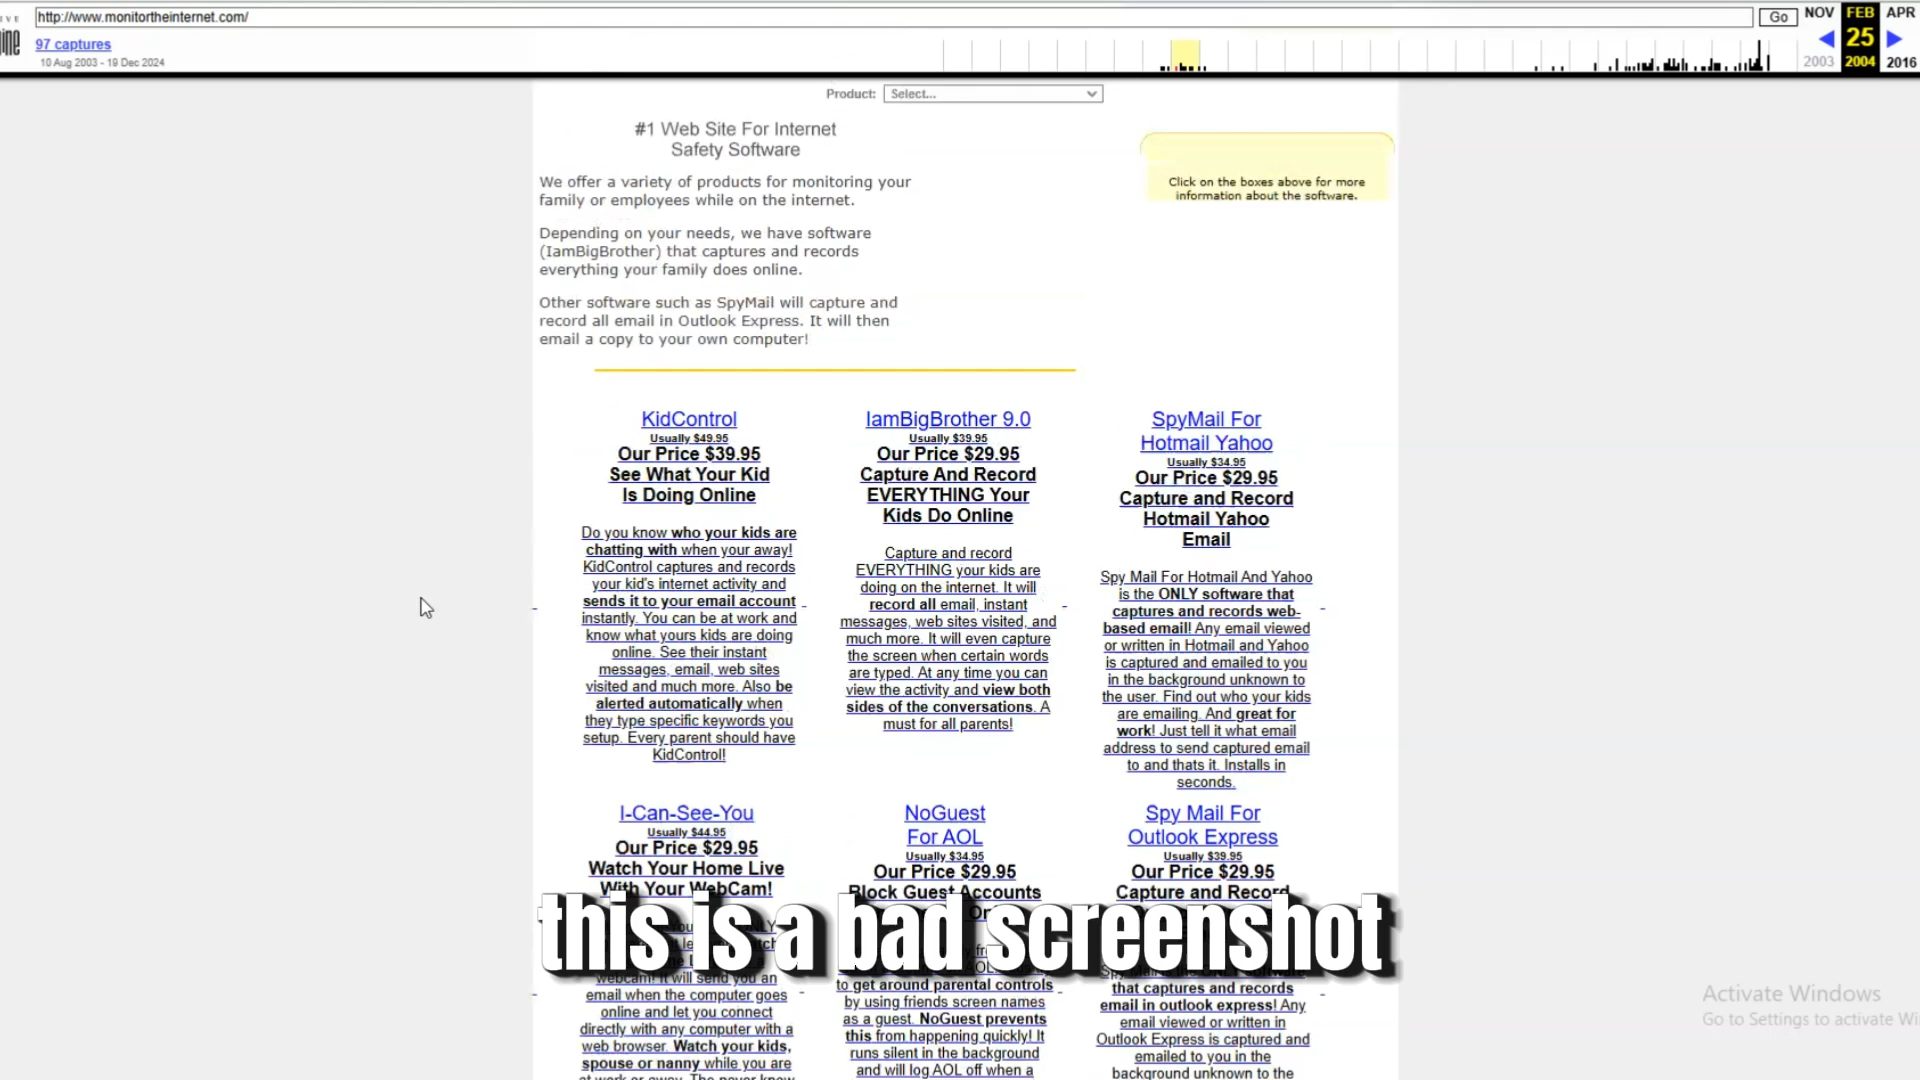 http://www.monitortheinternet.com/
Go
NOV
FEB
APR
97 captures
25
10 Aug 2003 - 19 Dec 2024
2003
2004
2016
Product:
Select...
#1 Web Site For Internet
Safety Software
We offer a variety of products for monitoring your
family or employees while on the internet.
Depending on your needs, we have software
(IamBigBrother) that captures and records
everything your family does online.
Other software such as SpyMail will capture and
record all email in Outlook Express. It will then
email a copy to your own computer!
Click on the boxes above for more
information about the software.
KidControl
Usually $49.95
Our Price $39.95
See What Your Kid
Is Doing Online
Do you know who your kids are
chatting with when your away!
KidControl captures and records
your kid's internet activity and
sends it to your email account
instantly. You can be at work and
know what yours kids are doing
online. See their instant
messages, email, web sites
visited and much more. Also be
alerted automatically when
they type specific keywords you
setup. Every parent should have
KidControl!
IamBigBrother 9.0
Usually $39.95
Our Price $29.95
Capture And Record
EVERYTHING Your
Kids Do Online
Capture and record
EVERYTHING your kids are
doing on the internet. It will
record all email, instant
messages, web sites visited, and
much more. It will even capture
the screen when certain words
are typed. At any time you can
view the activity and view both
sides of the conversations. A
must for all parents!
SpyMail For
Hotmail Yahoo
Usually $34.95
Our Price $29.95
Capture and Record
Hotmail Yahoo
Email
Spy Mail For Hotmail And Yahoo
is the ONLY software that
captures and records web-
based email! Any email viewed
or written in Hotmail and Yahoo
is captured and emailed to you
in the background unknown to
the user. Find out who your kids
are emailing. And great for
work! Just tell it what email
address to send captured email
to and thats it. Installs in
seconds.
I-Can-See-You
Usually $44.95
Our Price $29.95
Watch Your Home Live
With Your WebCam!
webcam! It will send you an
email when the computer goes
online and let you connect
directly with any computer with a
web browser. Watch your kids,
spouse or nanny while you are
at work or away. The never know
NoGuest
For AOL
Usually $34.95
Our Price $29.95
Block Guest Accounts
to get around parental controls
by using friends screen names
as a guest. NoGuest prevents
this from happening quickly! It
runs silent in the background
and will log AOL off when a
Spy Mail For
Outlook Express
Usually $39.95
Our Price $29.95
Capture and Record
that captures and records
email in outlook express! Any
email viewed or written in
Outlook Express is captured and
emailed to you in the
background unknown to the
this is a bad screenshot
Activate Windows
Go to Settings to activate